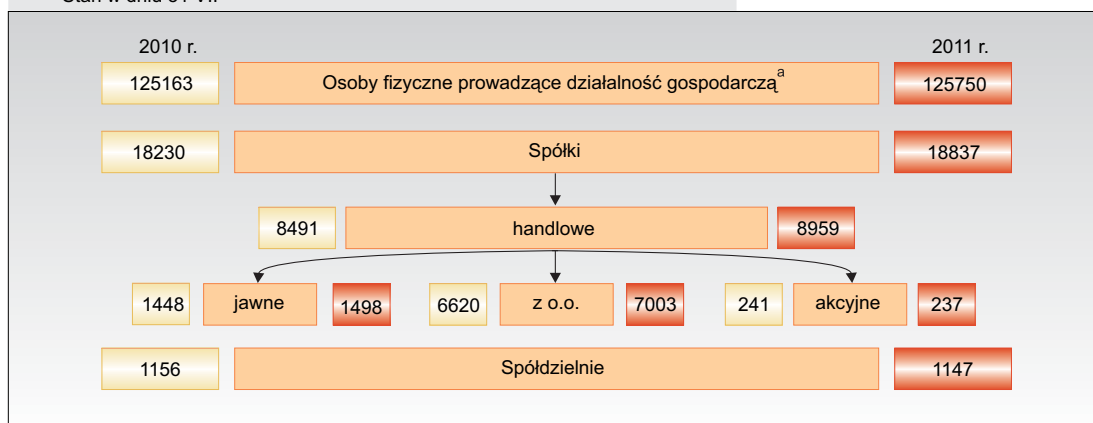 2010 r. 2011 r.
125163 Osoby fizyczne prowadzące działalność gospodarczą a 125750
18230 Spółki 18837
8491 handlowe 8959
1448 jawne 1498 6620 z o.o. 7003 241 akcyjne 237
1156 Spółdzielnie 1147